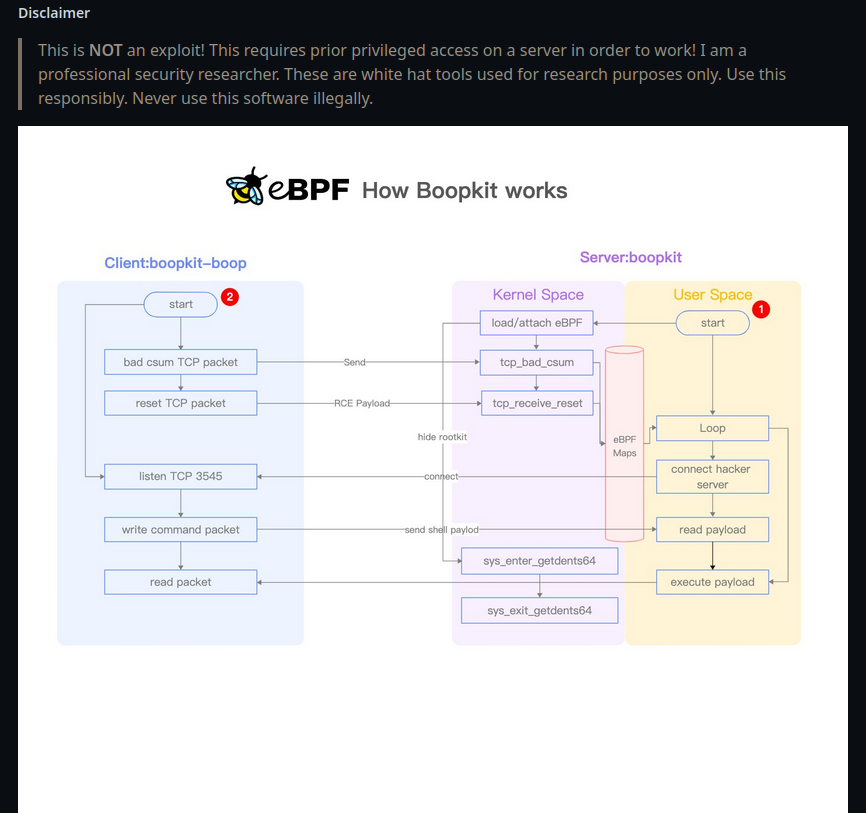 Disclaimer
This is NOT an exploit! This requires prior privileged access on a server in order to work! I am a
professional security researcher. These are white hat tools used for research purposes only. Use this
responsibly. Never use this software illegally.
eBPF How Boopkit works
Client:boopkit-boop
Server:boopkit
Kernel Space
User Space
start
2
load/attach eBPF
start
1
bad csum TCP packet
Send
tcp_bad_csum
reset TCP packet
RCE Payload
tcp_receive_reset
hide rootkit
eBPF
Maps
Loop
listen TCP 3545
connect
connect hacker
server
write command packet
send shell paylod
read payload
sys_enter_getdents64
read packet
execute payload
sys_exit_getdents64